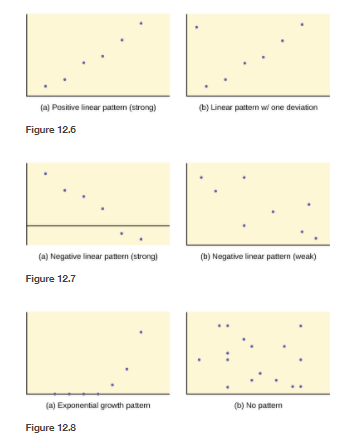 (a) Positive linear pattern (strong)
(b) Linear pattern w/ one deviation
Figure 12.6
(a) Negative linear pattern (strong)
(b) Negative linear pattern (weak)
Figure 12.7
(a) Exponential growth pattern
(b) No pattern
Figure 12.8